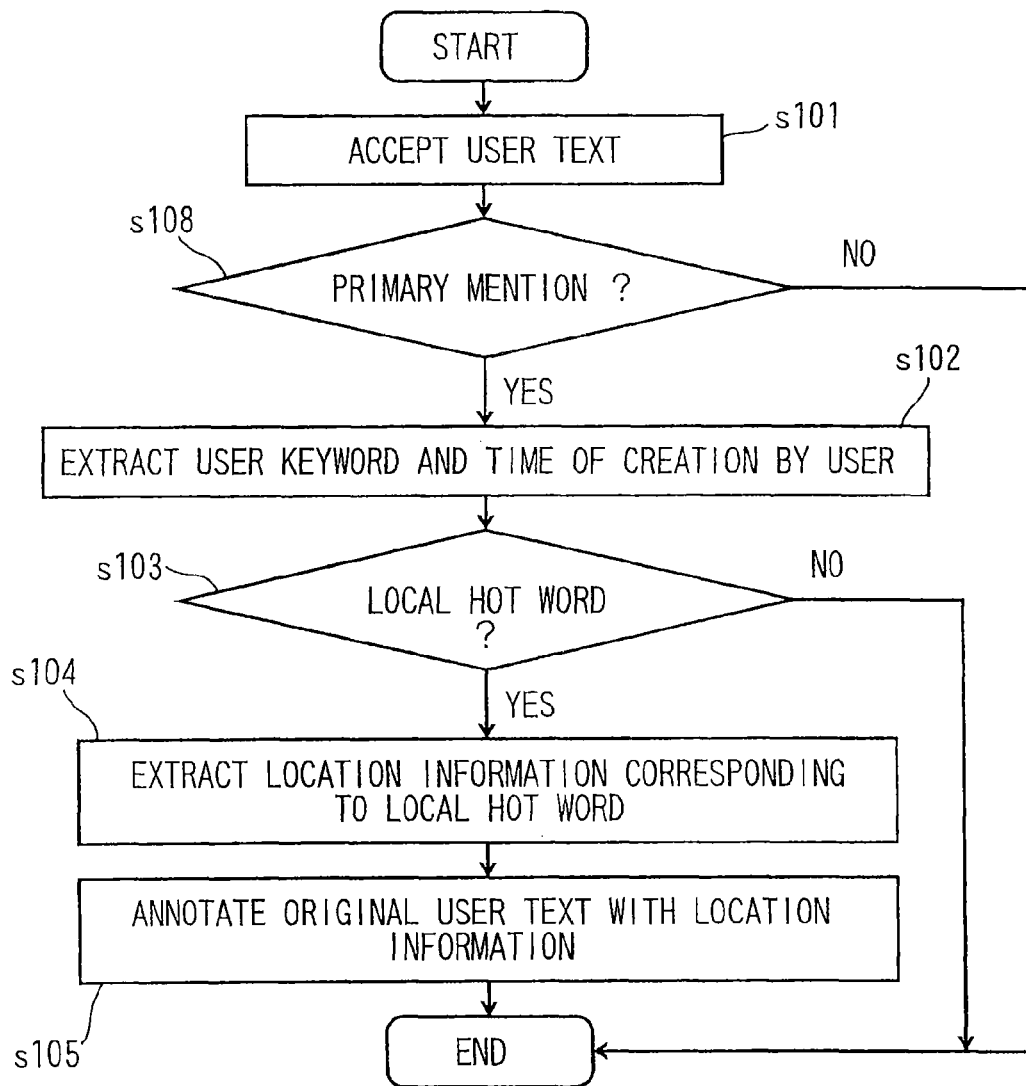 START
s101
ACCEPT USER TEXT
s108
NO
PRIMARY MENTION ?
YES
s102
EXTRACT USER KEYWORD AND TIME OF CREATION BY USER
s103
NO
LOCAL HOT WORD
?
YES
s104
EXTRACT LOCATION INFORMATION CORRESPONDING
TO LOCAL HOT WORD
ANNOTATE ORIGINAL USER TEXT WITH LOCATION
INFORMATION
s105
END